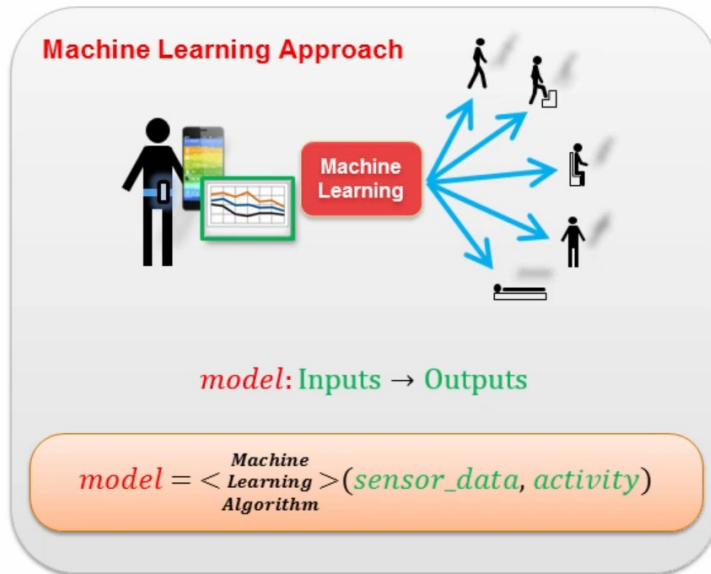 Machine Learning Approach
Machine
Learning
model: Inputs → Outputs
Machine
model = < Learning >(sensor_data, activity)
Algorithm